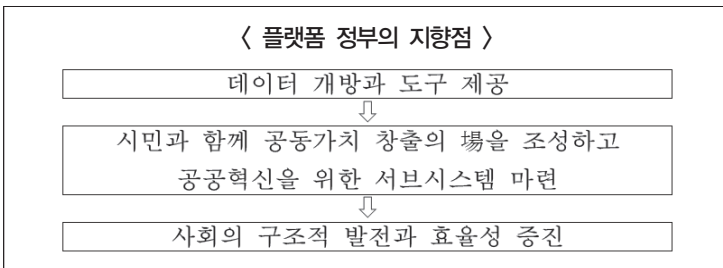 〈 플랫폼 정부의 지향점 〉
데이터 개방과 도구 제공
시민과 함께 공동가치 창출의 場을 조성하고
공공혁신을 위한 서브시스템 마련
사회의 구조적 발전과 효율성 증진